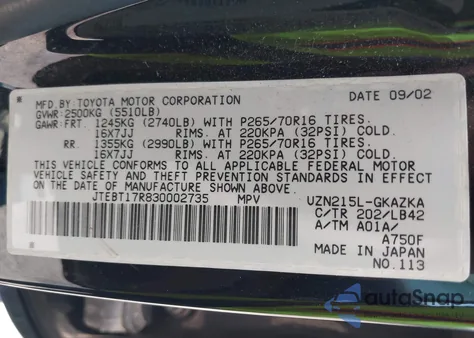 MFD.BY:TOYOTA MOTOR CORPORATION DATE 09/02
GVWR:2500KG (5510LB)
GAWR:FRT. 1245KG (2740LB) WITH P265/70R16 TIRES.
16X7JJ RIMS. AT 220KPA (32PSI) COLD.
RR. 1355KG (2990LB) WITH P265/70R16 TIRES.
16X7JJ RIMS. AT 220KPA (32PSI) COLD.
THIS VEHICLE CONFORMS TO ALL APPLICABLE FEDERAL MOTOR
VEHICLE SAFETY AND THEFT PREVENTION STANDARDS IN EFFECT
ON THE DATE OF MANUFACTURE SHOWN ABOVE.
JTEBT17R830002735 MPV UZN215L-GKAZKA
C/TR 202/LB42
A/TM A01A/
A750F
MADE IN JAPAN
NO.113
autoSnap